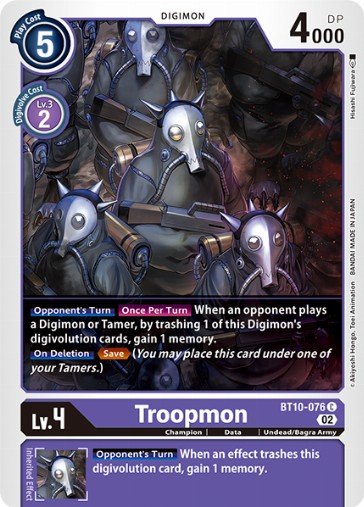 Play Cost
5
DIGIMON
4000
DP
Digivolve Cost
Lv.3
2
Hisashi Fujiwara
Opponent's Turn Once Per Turn When an opponent plays
a Digimon or Tamer, by trashing 1 of this Digimon's
digivolution cards, gain 1 memory.
On Deletion Save (You may place this card under one of
your Tamers.)
© Akiyoshi Hongo, Toei Animation BANDAI MADE IN JAPAN
Lv.4
Troopmon
BT10-076 C
02
Champion | Data | Undead/Bagra Army
Inherited Effect
Opponent's Turn When an effect trashes this
digivolution card, gain 1 memory.